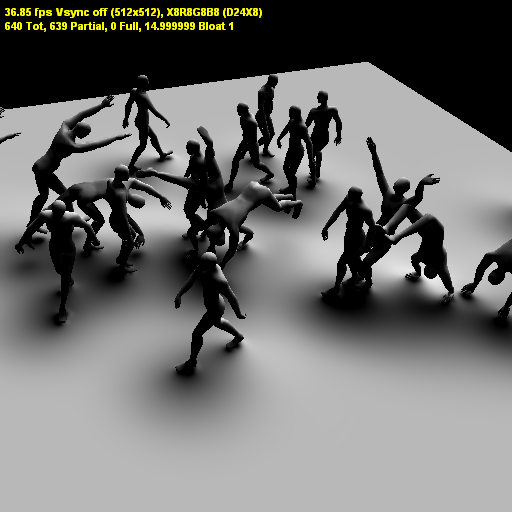 36.85 fps Vsync off (512x512), X8R8G8B8 (D24X8)
640 Tot, 639 Partial, 0 Full, 14.999999 Bloat 1